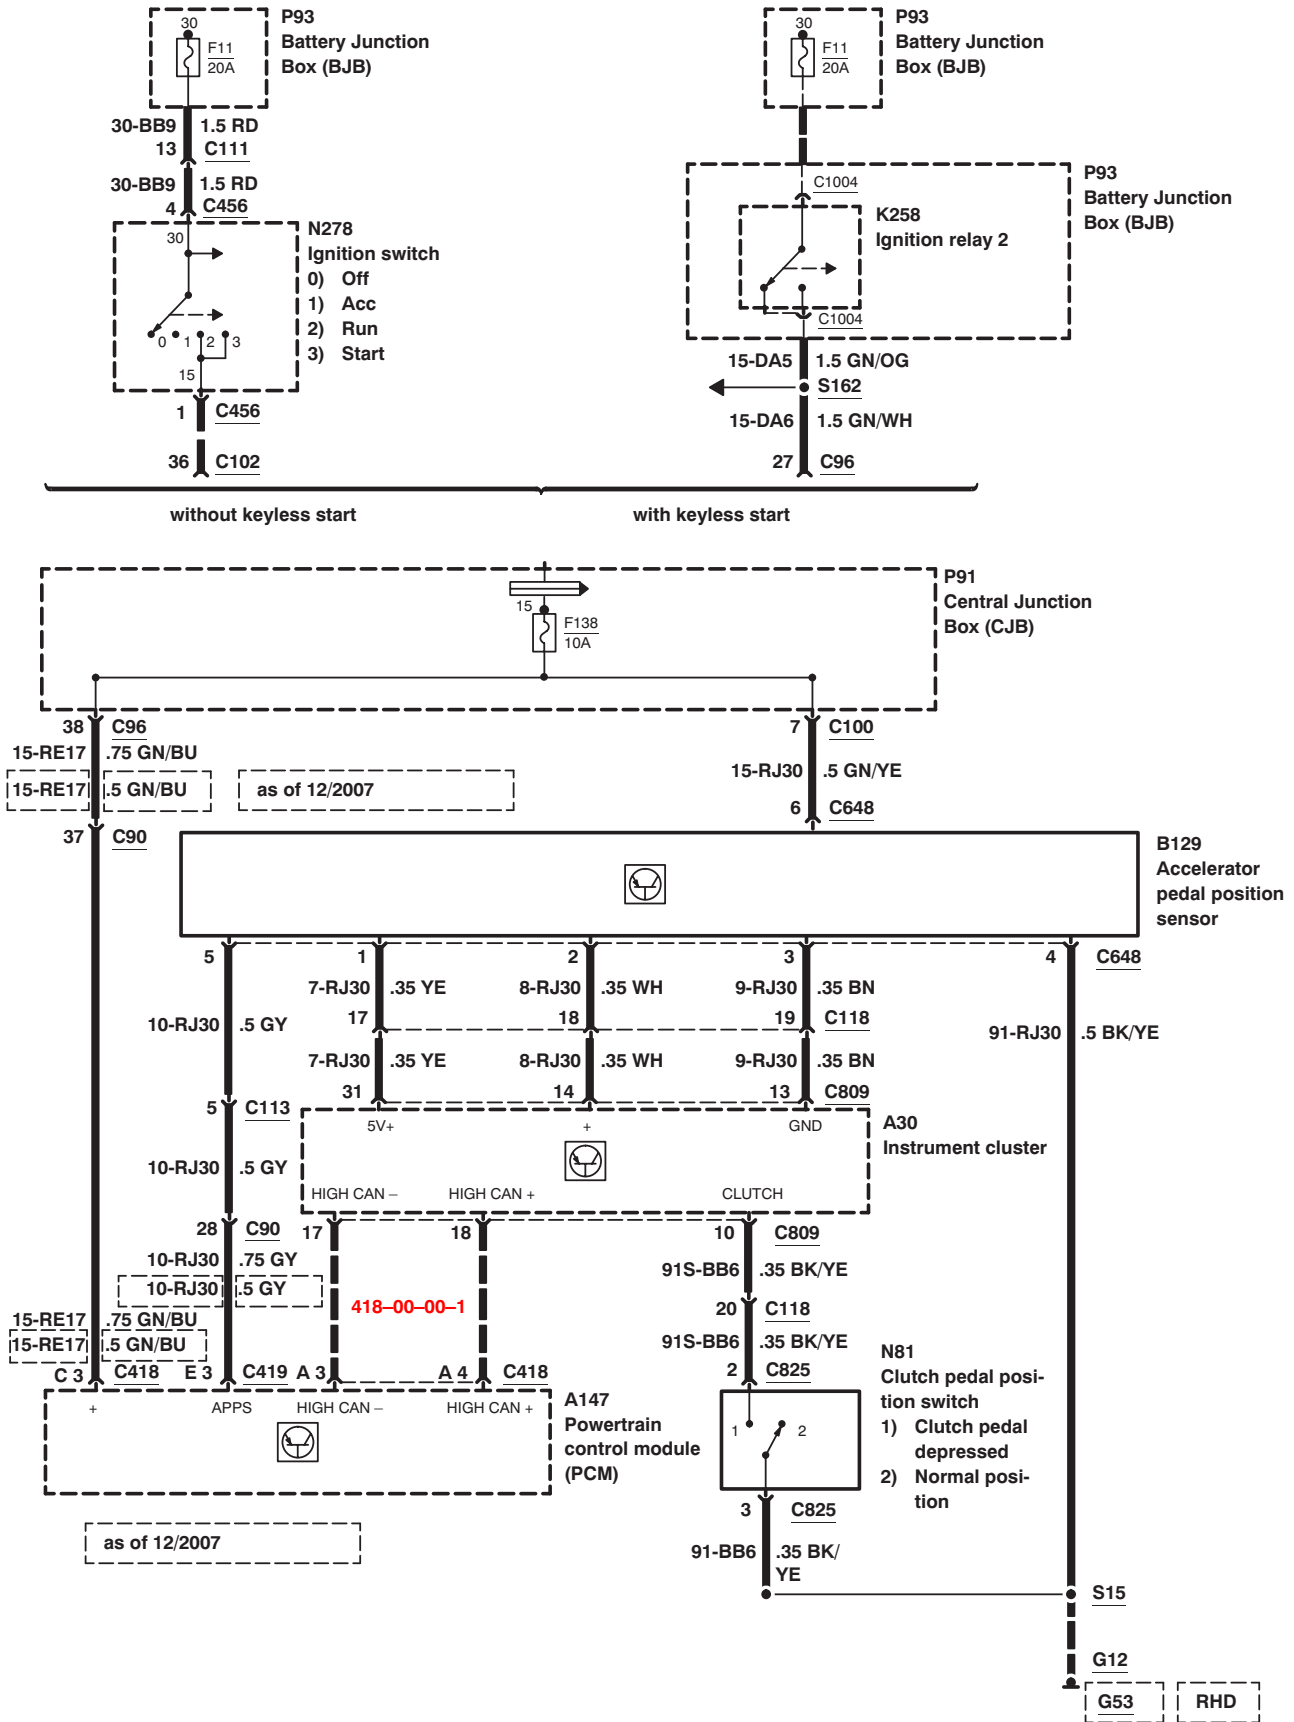 30
F11
20A
P93
Battery Junction
Box (BJB)
30-BB9 1.5 RD
13 C111
30-BB9 1.5 RD
4 C456
30
N278
Ignition switch
0) Off
1) Acc
2) Run
3) Start
0 1 2 3
15
1 C456
36 C102
without keyless start
30
F11
20A
P93
Battery Junction
Box (BJB)
C1004
P93
Battery Junction
Box (BJB)
K258
Ignition relay 2
C1004
15-DA5 1.5 GN/OG
S162
15-DA6 1.5 GN/WH
27 C96
with keyless start
15
F138
10A
P91
Central Junction
Box (CJB)
38 C96
15-RE17 .75 GN/BU
15-RE17 .5 GN/BU
as of 12/2007
37 C90
7 C100
15-RJ30 .5 GN/YE
6 C648
B129
Accelerator
pedal position
sensor
5 1 2 3 4 C648
7-RJ30 .35 YE 8-RJ30 .35 WH 9-RJ30 .35 BN
17 18 19 C118
10-RJ30 .5 GY
91-RJ30 .5 BK/YE
7-RJ30 .35 YE 8-RJ30 .35 WH 9-RJ30 .35 BN
31 14 13 C809
5 C113
5V+ + GND
A30
Instrument cluster
10-RJ30 .5 GY
HIGH CAN – HIGH CAN + CLUTCH
28 C90 17 18 10 C809
10-RJ30 .75 GY
10-RJ30 .5 GY
91S-BB6 .35 BK/YE
418–00–00–1
20 C118
15-RE17 .75 GN/BU
15-RE17 .5 GN/BU
91S-BB6 .35 BK/YE
C 3 C418 E 3 C419 A 3 A 4 C418
2 C825
+ APPS HIGH CAN – HIGH CAN +
A147
Powertrain
control module
(PCM)
1 2
N81
Clutch pedal posi-
tion switch
1) Clutch pedal
depressed
2) Normal posi-
tion
3 C825
as of 12/2007
91-BB6 .35 BK/
YE
S15
G12
G53 RHD